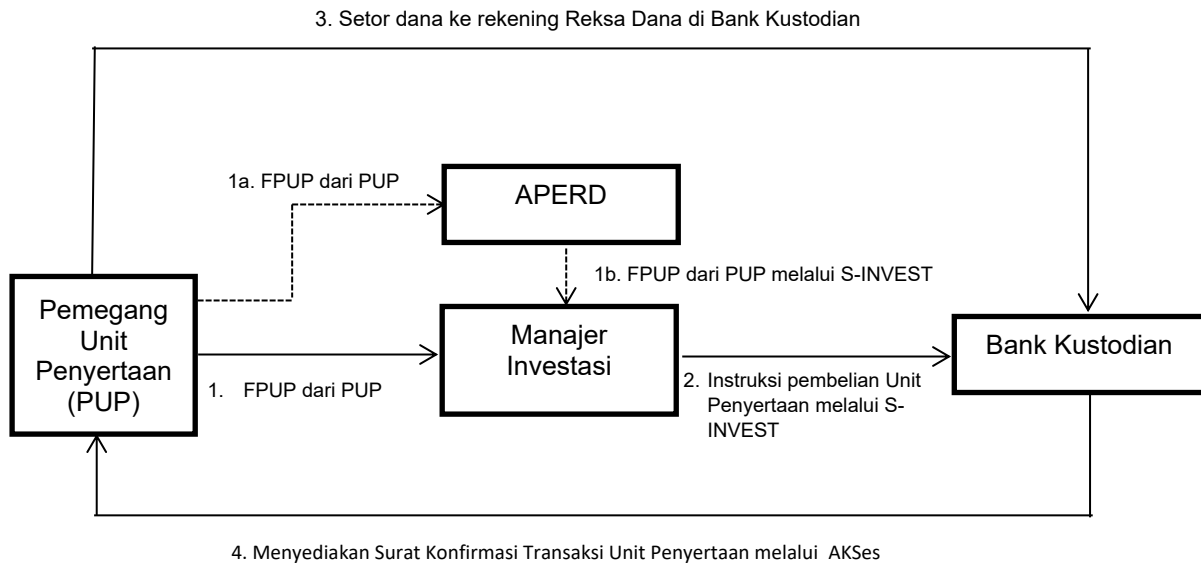 3. Setor dana ke rekening Reksa Dana di Bank Kustodian
1a. FPUP dari PUP
APERD
1b. FPUP dari PUP melalui S-INVEST
Pemegang
Unit
Penyertaan
(PUP)
Manajer
Investasi
Bank Kustodian
1. FPUP dari PUP
2. Instruksi pembelian Unit
Penyertaan melalui S-
INVEST
4. Menyediakan Surat Konfirmasi Transaksi Unit Penyertaan melalui AKSes